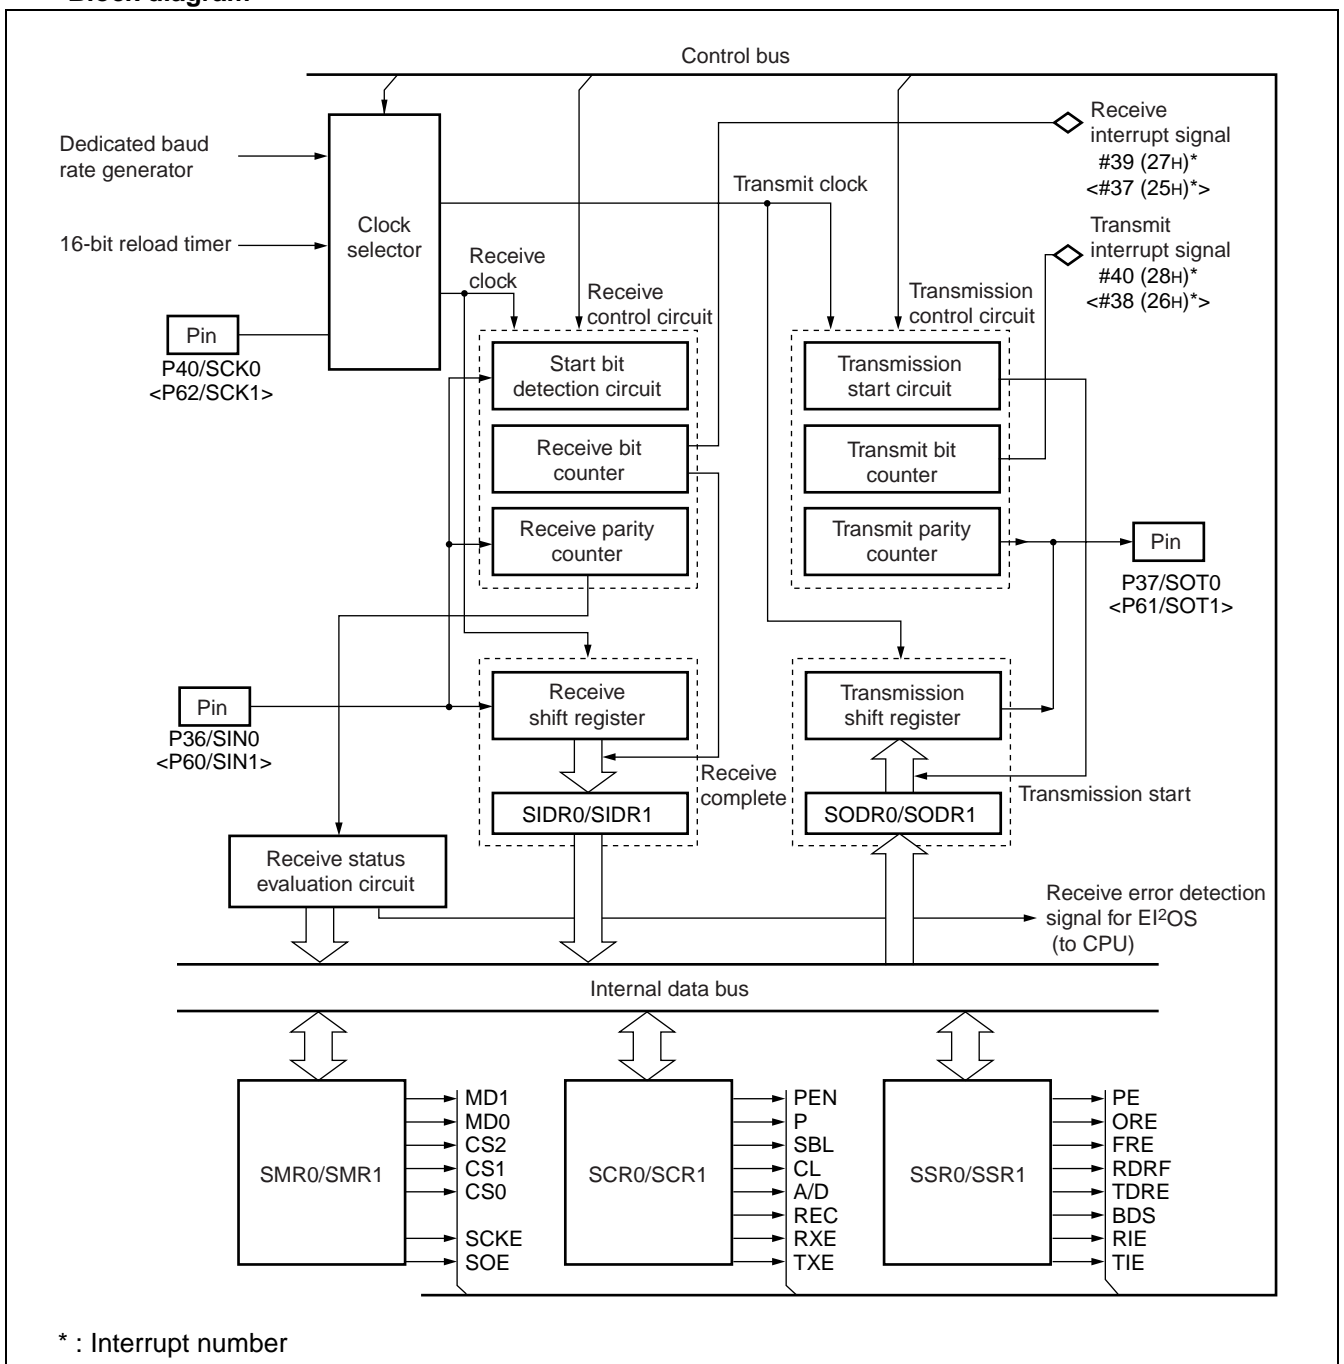 Block diagram
Control bus
Dedicated baud
rate generator
16-bit reload timer
Pin
P40/SCK0
<P62/SCK1>
Clock
selector
Transmit clock
Receive
clock
Receive
control circuit
Transmission
control circuit
Receive
interrupt signal
#39 (27H)*
<#37 (25H)*>
Transmit
interrupt signal
#40 (28H)*
<#38 (26H)*>
Start bit
detection circuit
Receive bit
counter
Receive parity
counter
Transmission
start circuit
Transmit bit
counter
Transmit parity
counter
Pin
P37/SOT0
<P61/SOT1>
Pin
P36/SIN0
<P60/SIN1>
Receive
shift register
Transmission
shift register
Receive
complete
Transmission start
SIDR0/SIDR1
SODR0/SODR1
Receive status
evaluation circuit
Receive error detection
signal for EI2OS
(to CPU)
Internal data bus
SMR0/SMR1
MD1
MD0
CS2
CS1
CS0
SCKE
SOE
SCR0/SCR1
PEN
P
SBL
CL
A/D
REC
RXE
TXE
SSR0/SSR1
PE
ORE
FRE
RDRF
TDRE
BDS
RIE
TIE
* : Interrupt number